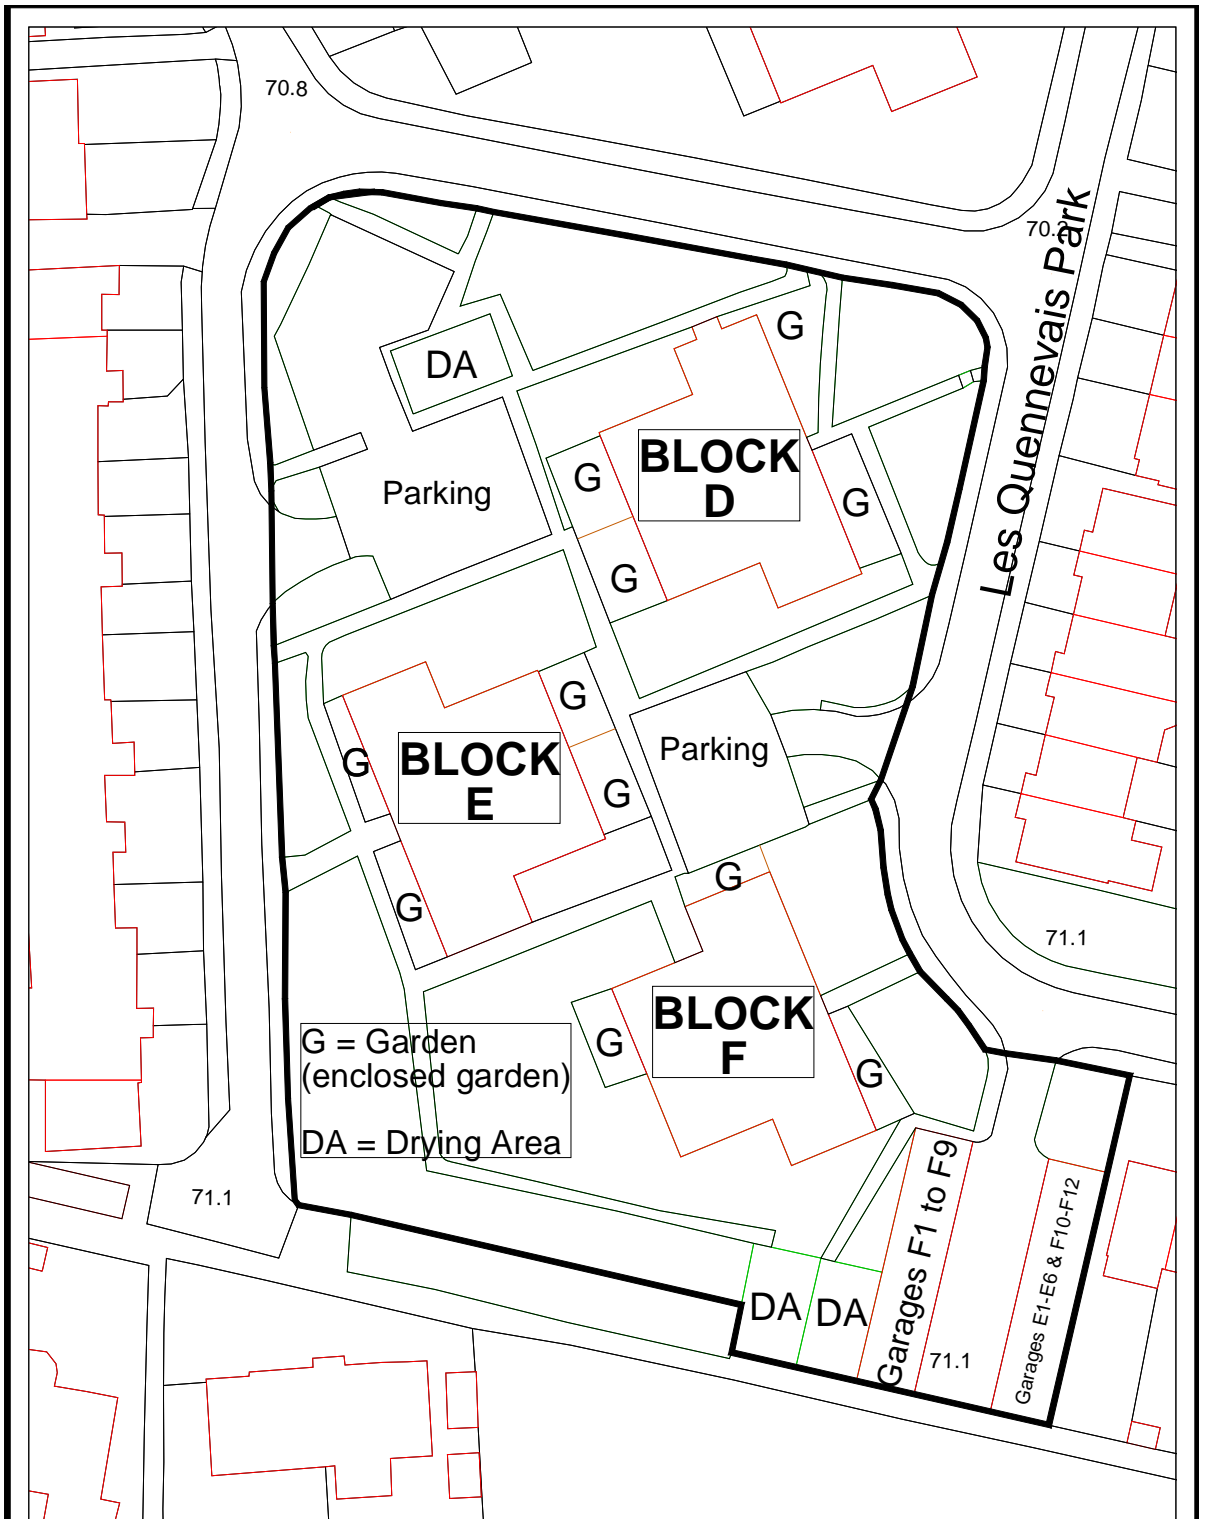 70.8
70.2
Les Quennevais Park
G
DA
BLOCK
D
G
Parking
G
G
G
Parking
G
BLOCK
E
G
G
G
71.1
BLOCK
F
G
G
G = Garden
(enclosed garden)
DA = Drying Area
71.1
Garages F1 to F9
Garages E1-E6 & F10-F12
DA
DA
71.1